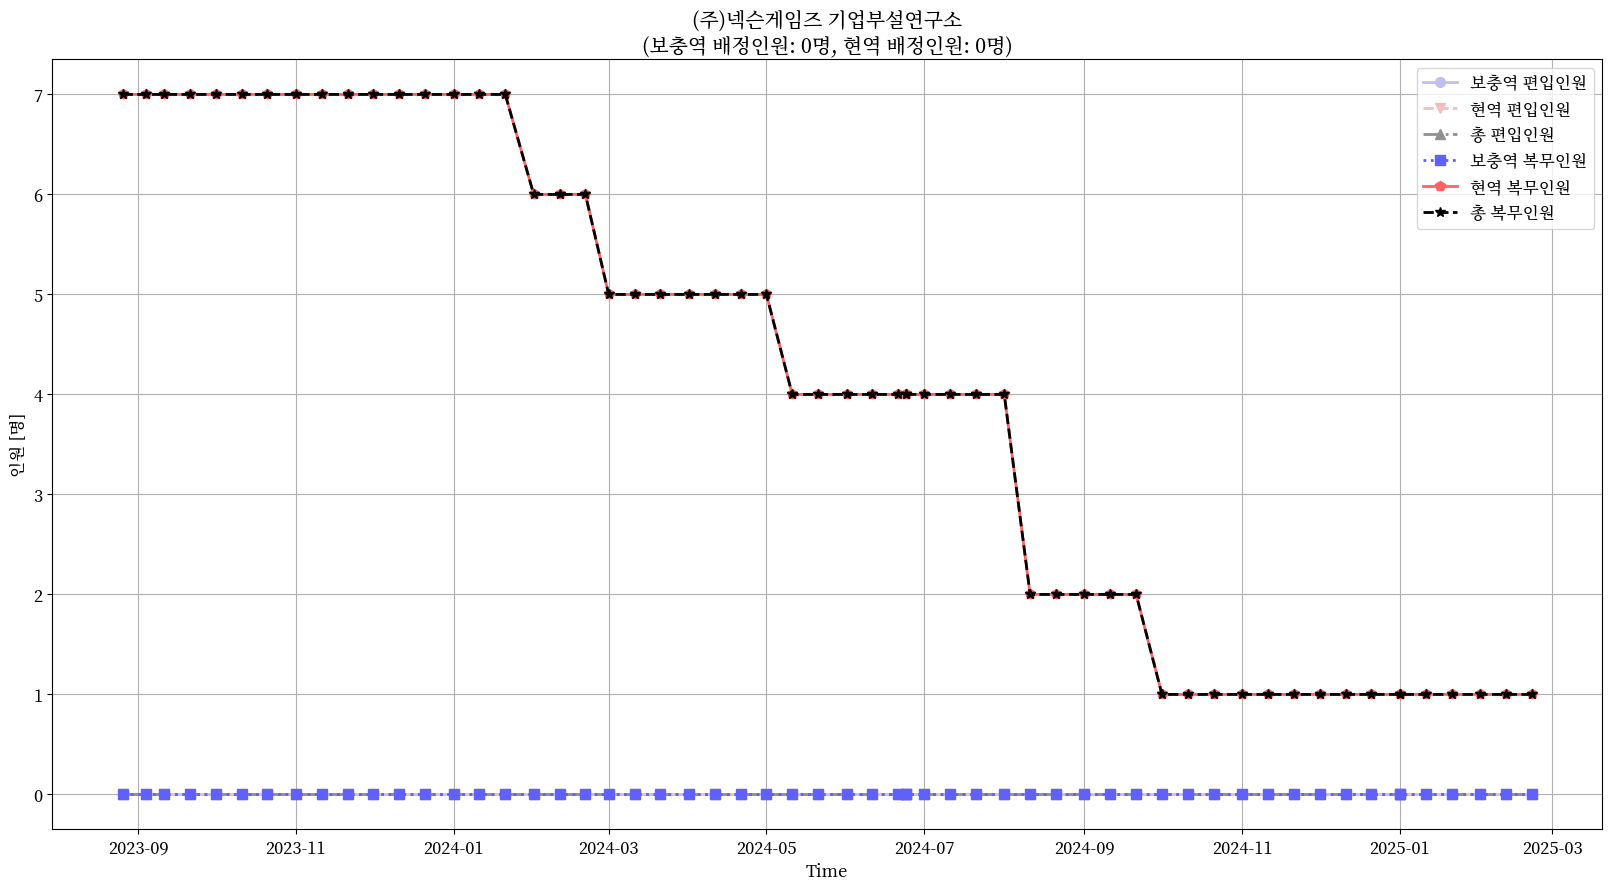 (주)넥슨게임즈 기업부설연구소
(보충역 배정인원: 0명, 현역 배정인원: 0명)
보충역 편입인원
현역 편입인원
총 편입인원
보충역 복무인원
현역 복무인원
총 복무인원
인원 [명]
7
6
5
4
3
2
1
0
2023-09
2023-11
2024-01
2024-03
2024-05
2024-07
2024-09
2024-11
2025-01
2025-03
Time